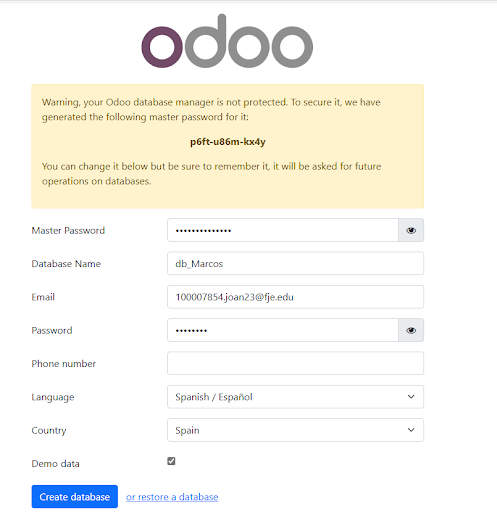 odoo
Warning, your Odoo database manager is not protected. To secure it, we have
generated the following master password for it:
p6ft-u86m-kx4y
You can change it below but be sure to remember it, it will be asked for future
operations on databases.
Master Password ••••••••••••••
Database Name db_Marcos
Email 100007854.joan23@fje.edu
Password ••••••••
Phone number
Language Spanish / Español
Country Spain
Demo data
Create database or restore a database